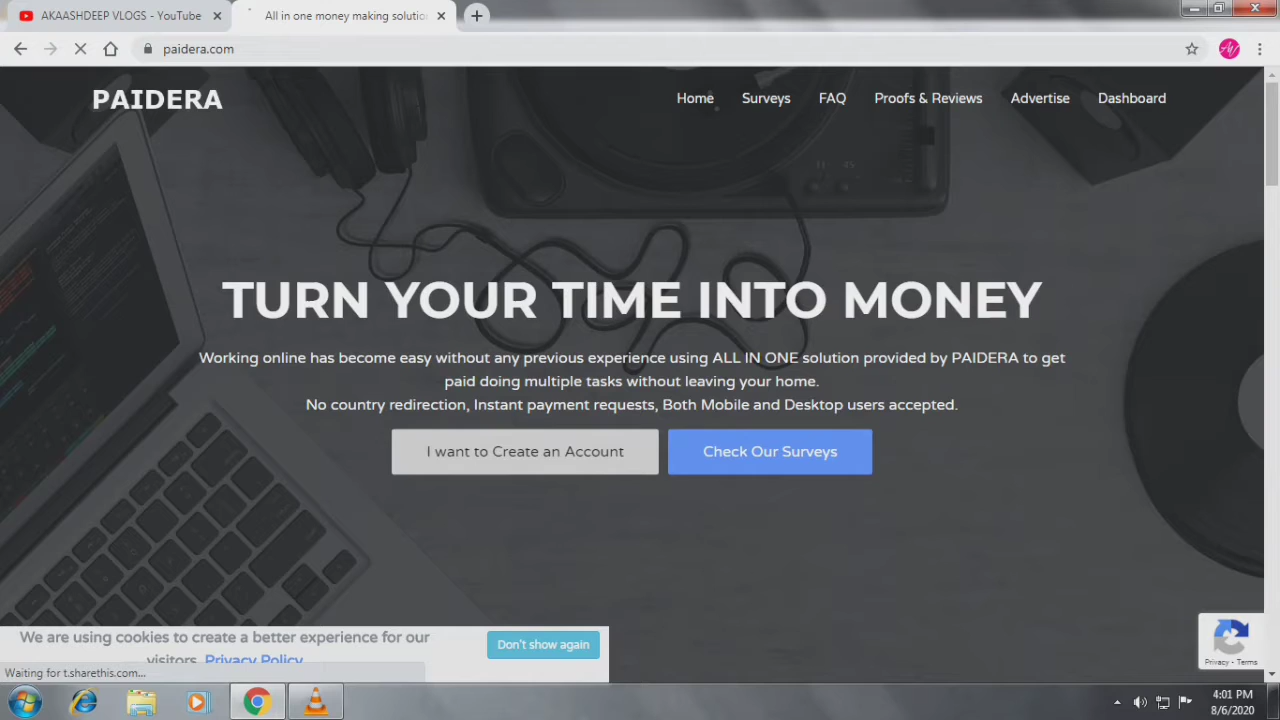 AKAASHDEEP VLOGS - YouTube
All in one money making solutio
paidera.com
PAIDERA
Home
Surveys
FAQ
Proofs & Reviews
Advertise
Dashboard
TURN YOUR TIME INTO MONEY
Working online has become easy without any previous experience using ALL IN ONE solution provided by PAIDERA to get
paid doing multiple tasks without leaving your home.
No country redirection, Instant payment requests, Both Mobile and Desktop users accepted.
I want to Create an Account
Check Our Surveys
We are using cookies to create a better experience for our
visitors. Privacy Policy
Don't show again
Privacy - Terms
Waiting for t.sharethis.com...
4:01 PM
8/6/2020